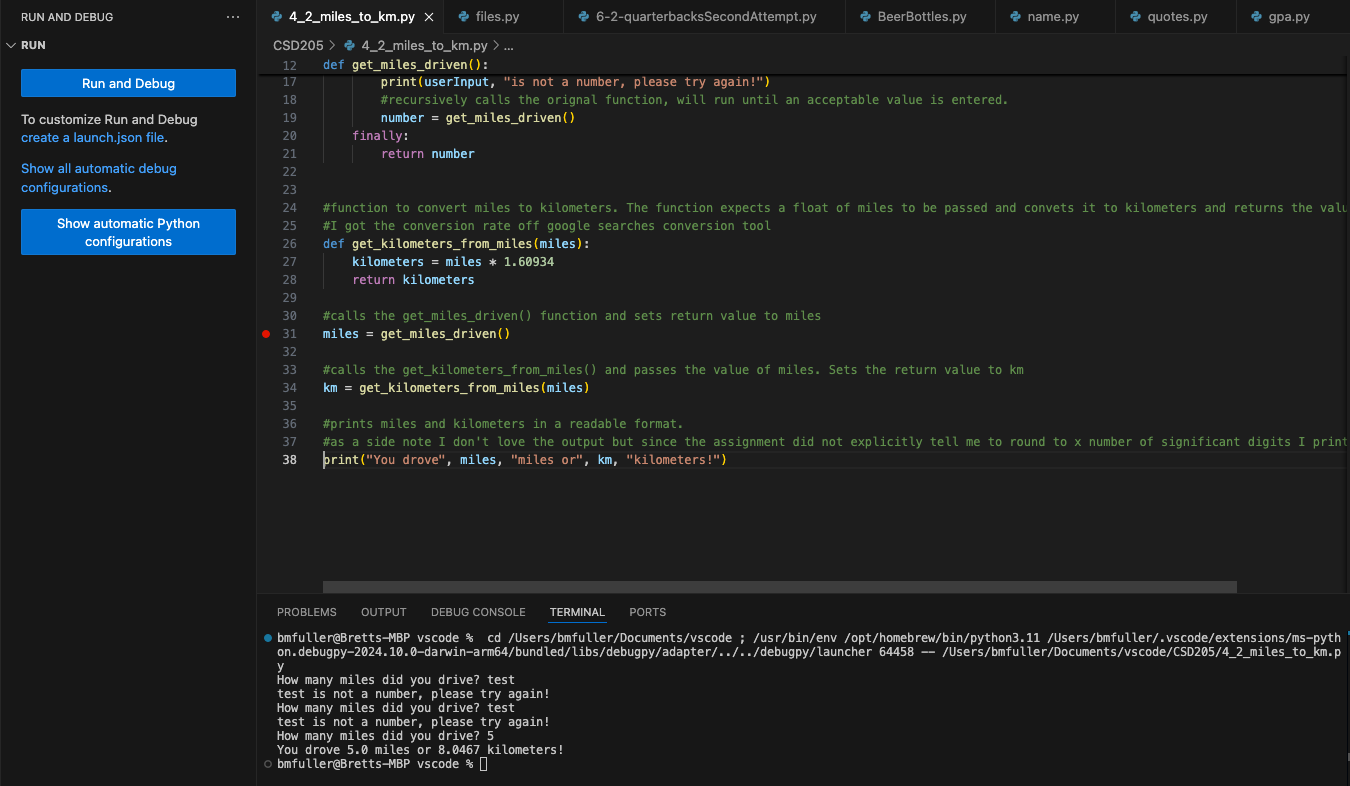 RUN AND DEBUG
RUN
Run and Debug
To customize Run and Debug
create a launch.json file.
Show all automatic debug
configurations.
Show automatic Python
configurations
4_2_miles_to_km.py files.py 6-2-quarterbacksSecondAttempt.py BeerBottles.py name.py quotes.py gpa.py
CSD205 > 4_2_miles_to_km.py > ...
12 def get_miles_driven():
17 print(userInput, "is not a number, please try again!")
18 #recursively calls the orignal function, will run until an acceptable value is entered.
19 number = get_miles_driven()
20 finally:
21 return number
22
23
24 #function to convert miles to kilometers. The function expects a float of miles to be passed and convets it to kilometers and returns the valu
25 #I got the conversion rate off google searches conversion tool
26 def get_kilometers_from_miles(miles):
27 kilometers = miles * 1.60934
28 return kilometers
29
30 #calls the get_miles_driven() function and sets return value to miles
31 miles = get_miles_driven()
32
33 #calls the get_kilometers_from_miles() and passes the value of miles. Sets the return value to km
34 km = get_kilometers_from_miles(miles)
35
36 #prints miles and kilometers in a readable format.
37 #as a side note I don't love the output but since the assignment did not explicitly tell me to round to x number of significant digits I print
38 print("You drove", miles, "miles or", km, "kilometers!")
PROBLEMS OUTPUT DEBUG CONSOLE TERMINAL PORTS
bmfuller@Bretts-MBP vscode % cd /Users/bmfuller/Documents/vscode ; /usr/bin/env /opt/homebrew/bin/python3.11 /Users/bmfuller/.vscode/extensions/ms-pyth
on.debugpy-2024.10.0-darwin-arm64/bundled/libs/debugpy/adapter/../../debugpy/launcher 64458 -- /Users/bmfuller/Documents/vscode/CSD205/4_2_miles_to_km.p
y
How many miles did you drive? test
test is not a number, please try again!
How many miles did you drive? test
test is not a number, please try again!
How many miles did you drive? 5
You drove 5.0 miles or 8.0467 kilometers!
bmfuller@Bretts-MBP vscode %